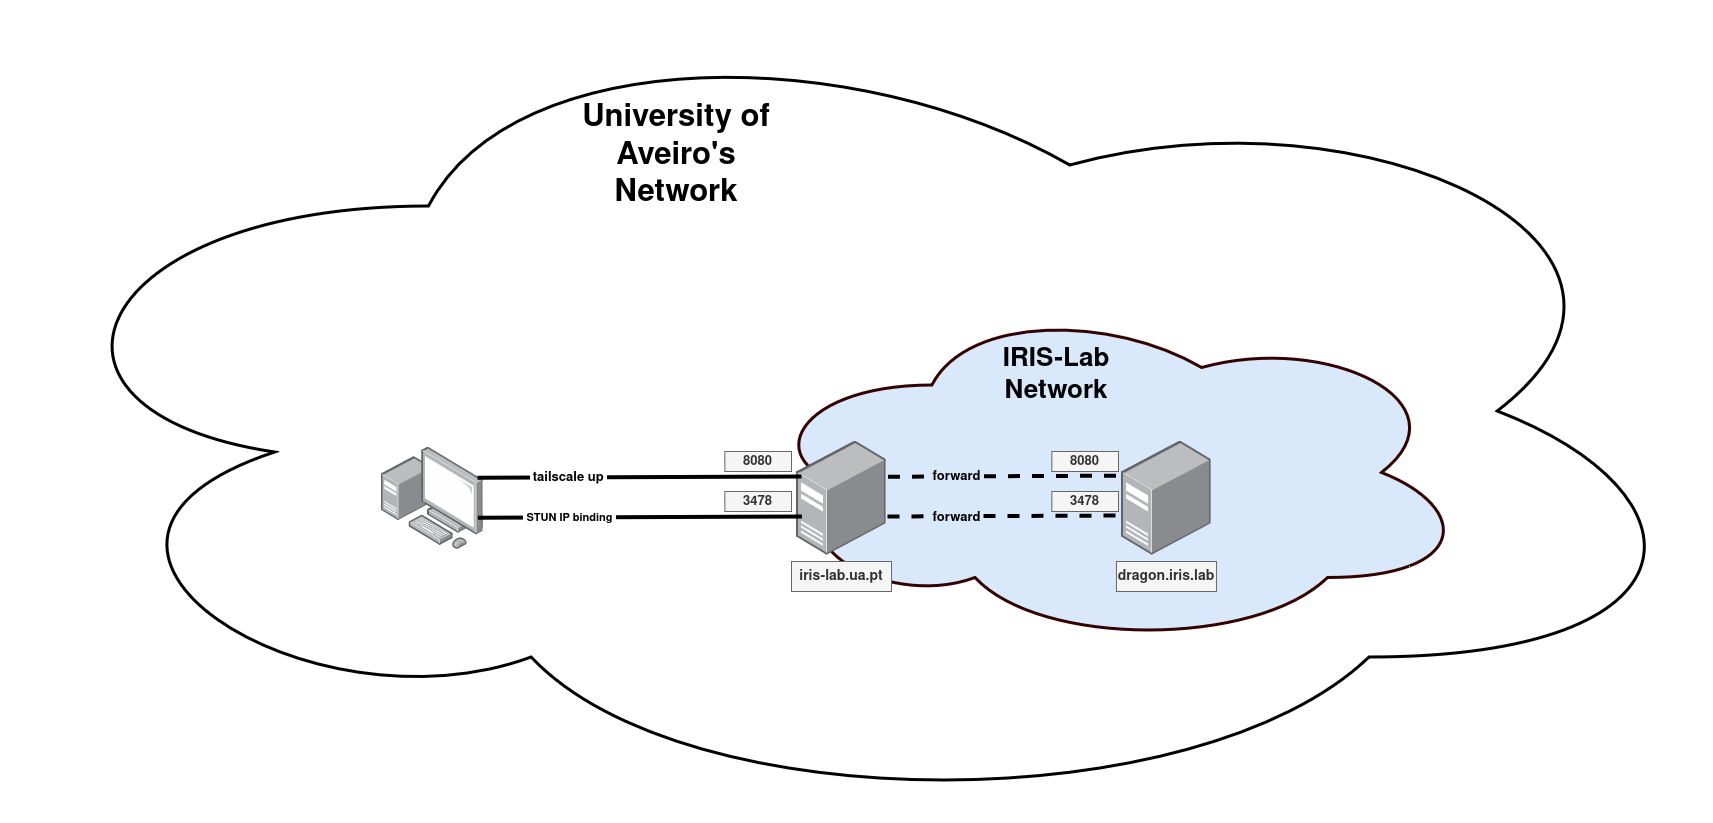 University of
Aveiro's
Network
IRIS-Lab
Network
8080
8080
tailscale up
forward
3478
3478
STUN IP binding
forward
iris-lab.ua.pt
dragon.iris.lab